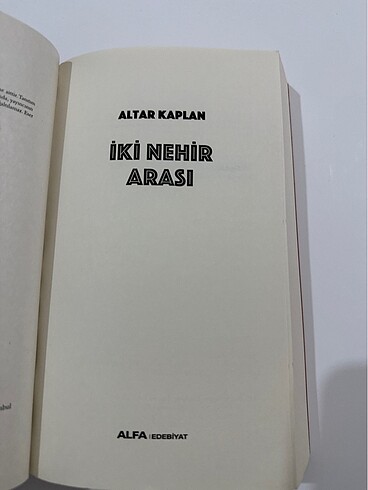 ALTAR KAPLAN
İKİ NEHİR
ARASI
ALFA EDEBİYAT